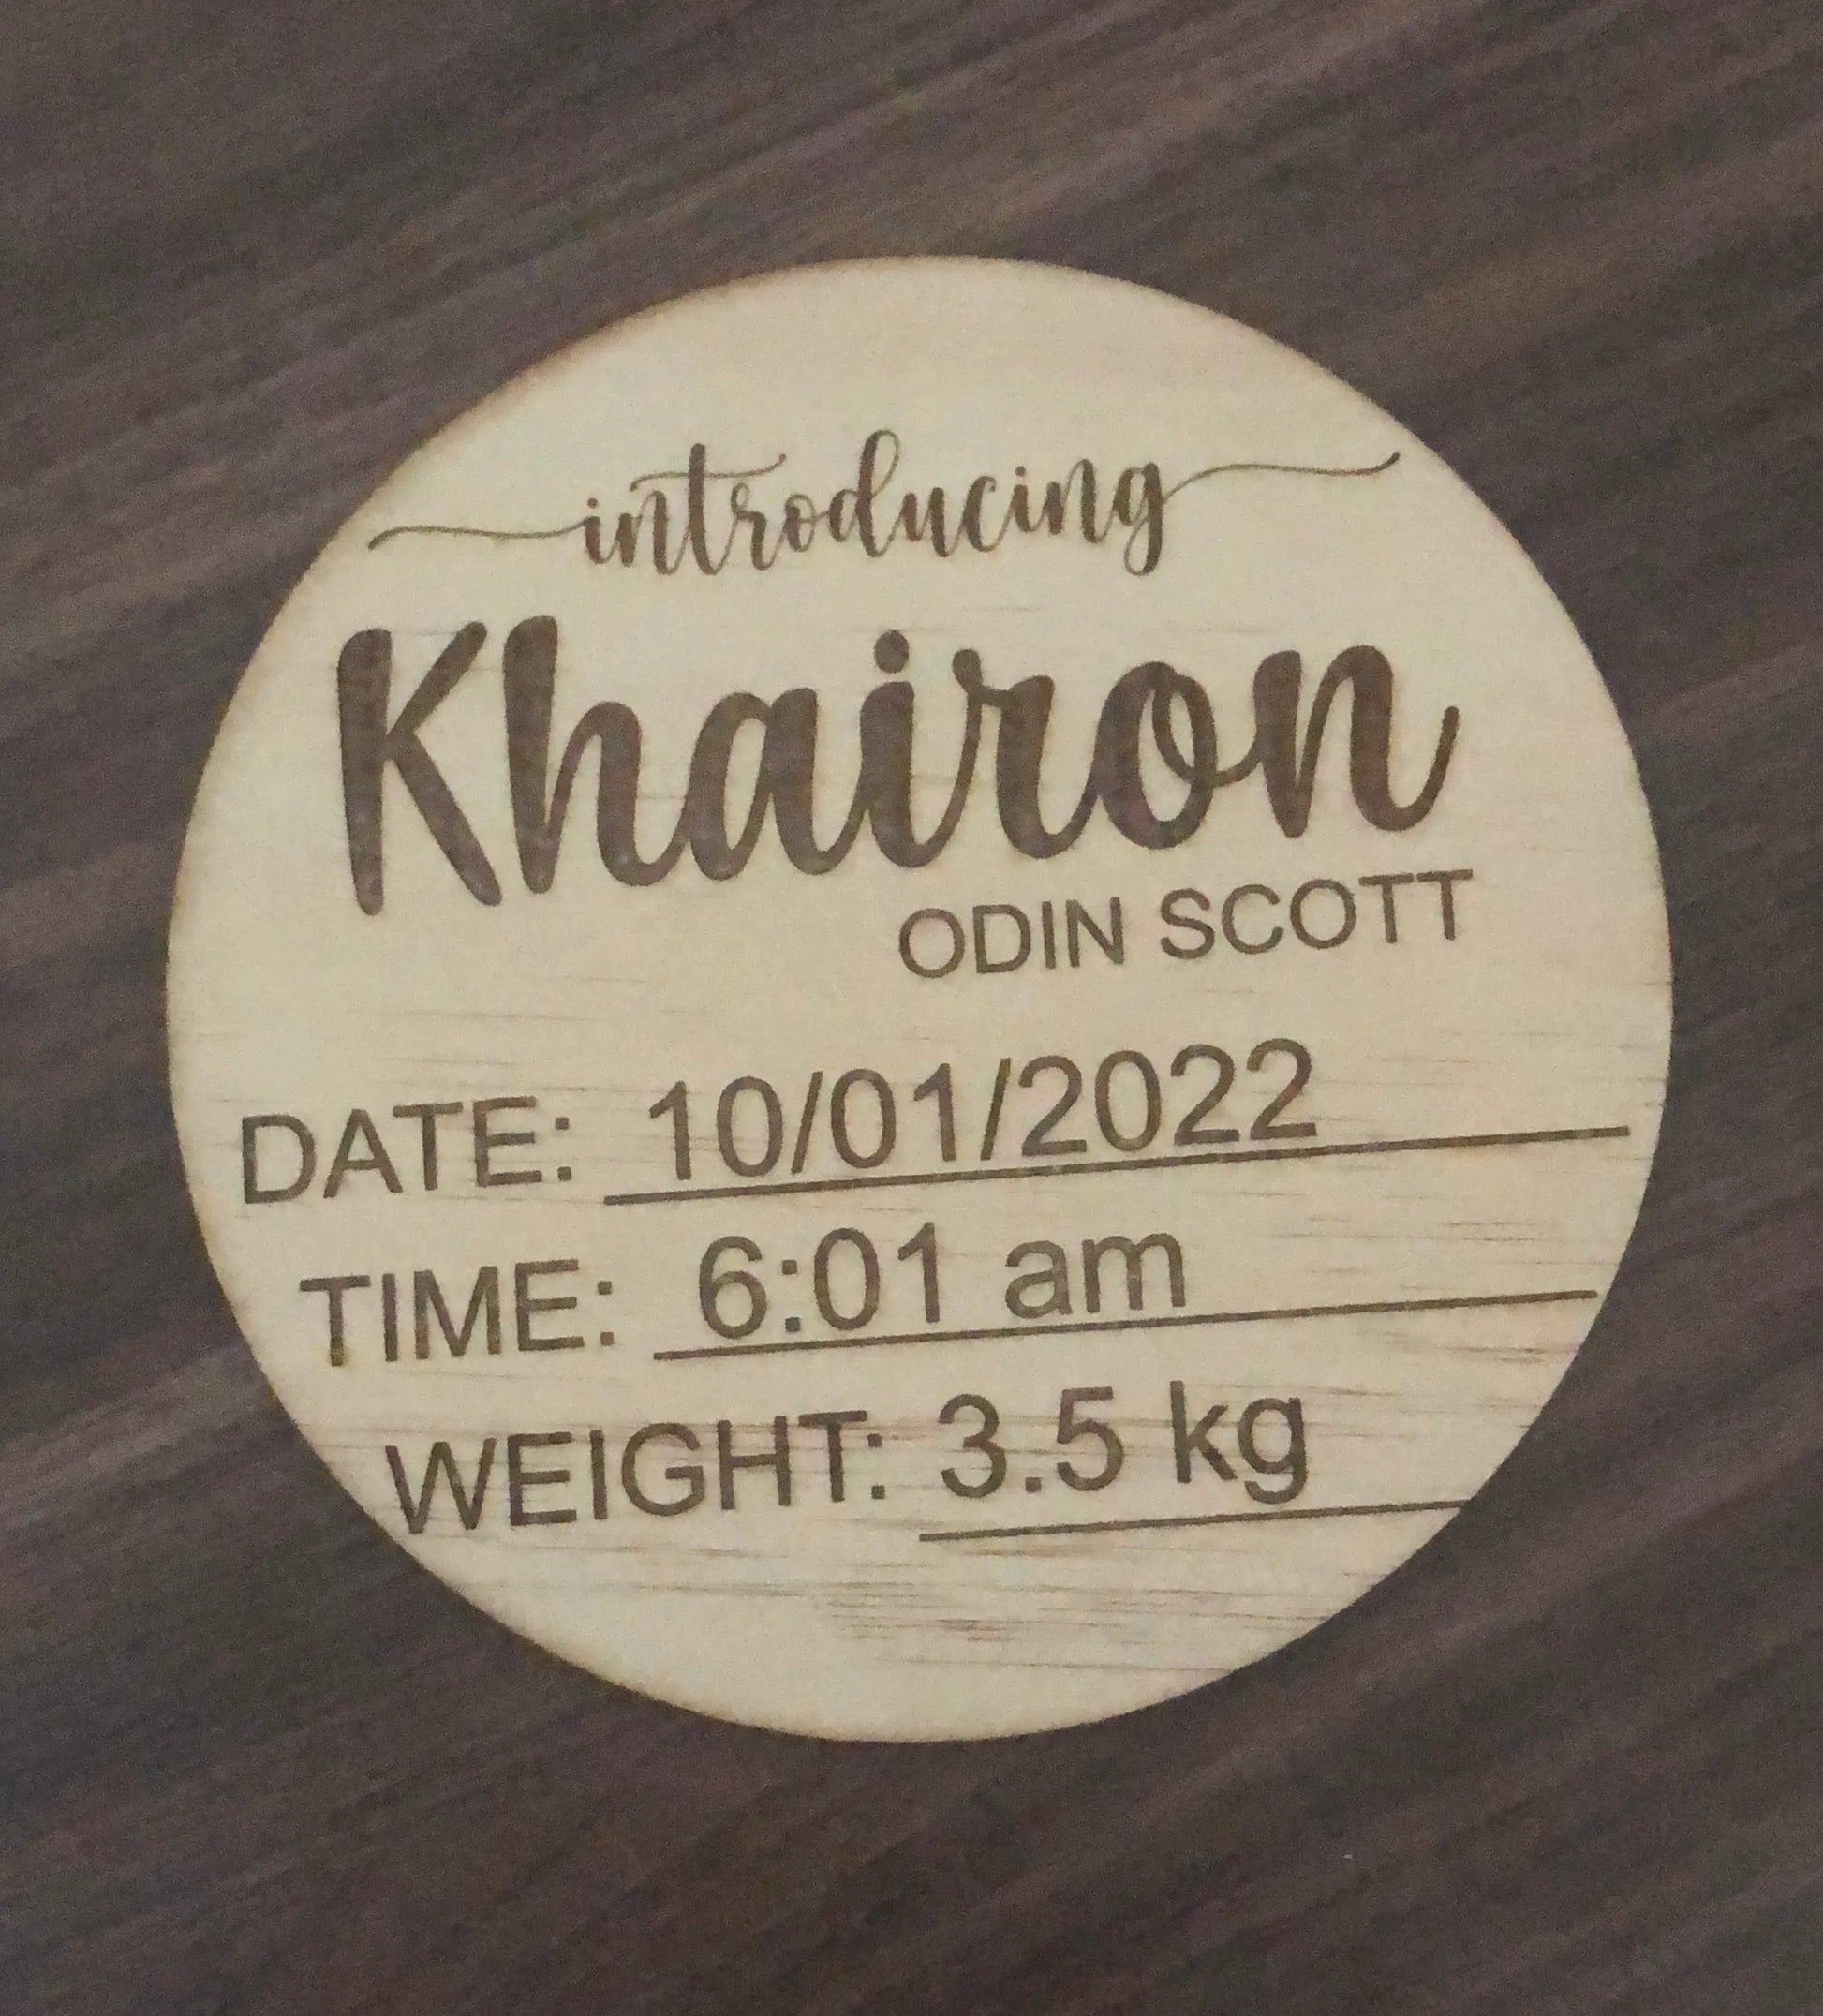 introducing
Khairon
ODIN SCOTT
DATE: 10/01/2022
TIME: 6:01 am
WEIGHT: 3.5 kg